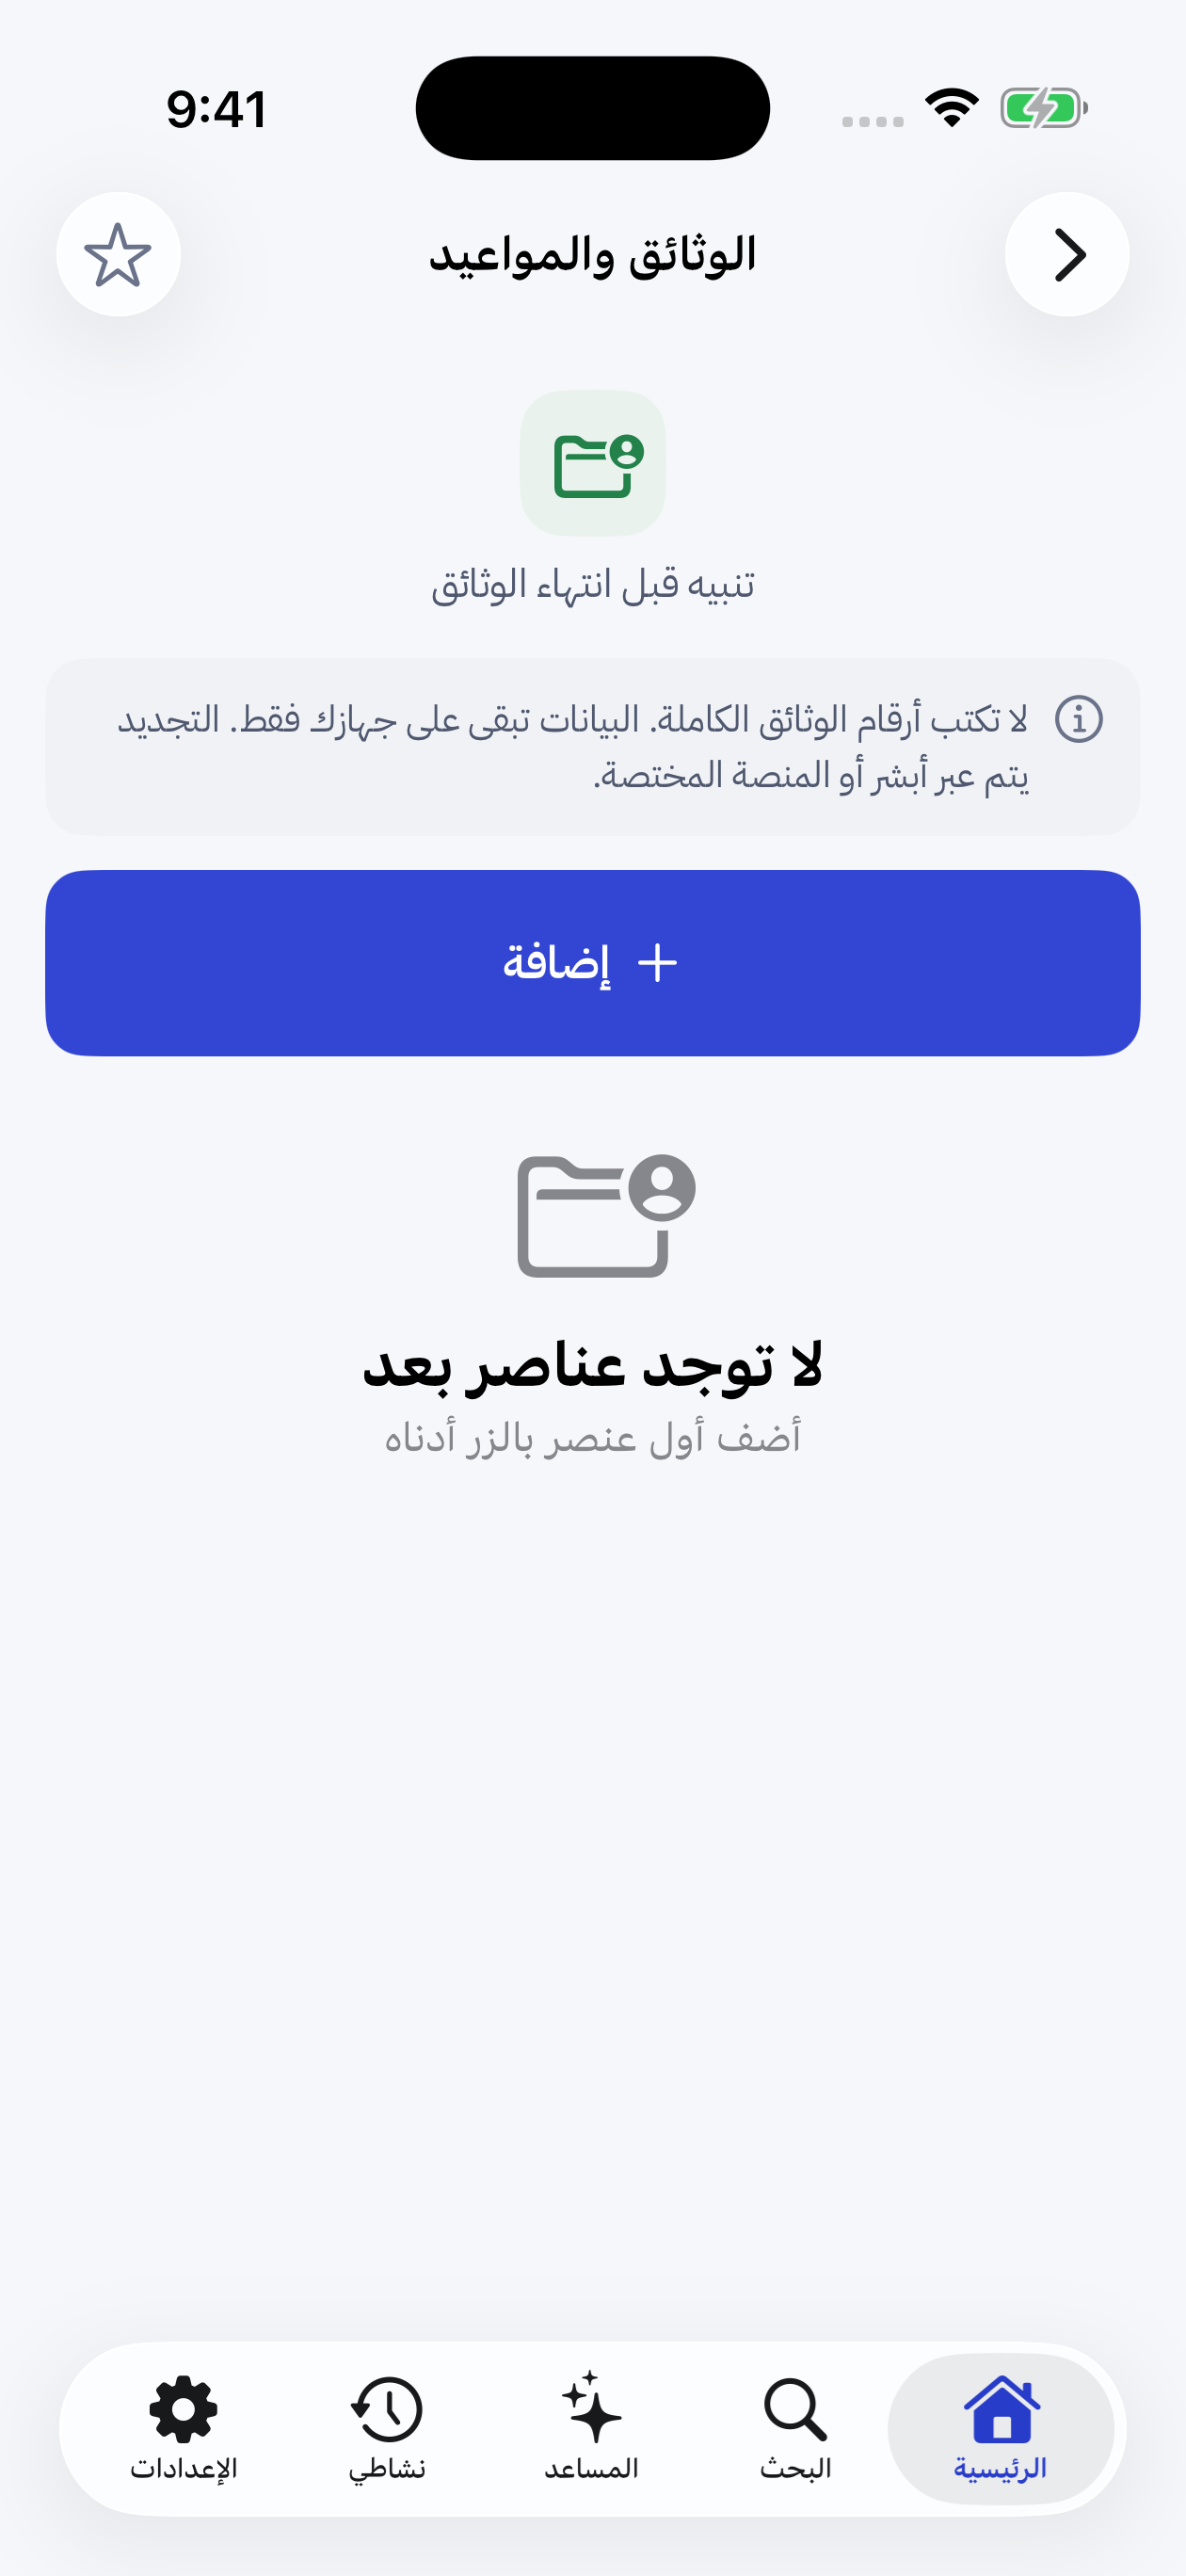 9:41
الوثائق والمواعيد
تنبيه قبل انتهاء الوثائق
لا تكتب أرقام الوثائق الكاملة. البيانات تبقى على جهازك فقط. التجديد
يتم عبر أبشر أو المنصة المختصة.
إضافة
لا توجد عناصر بعد
أضف أول عنصر بالزر أدناه
الرئيسية
البحث
المساعد
نشاطي
الإعدادات